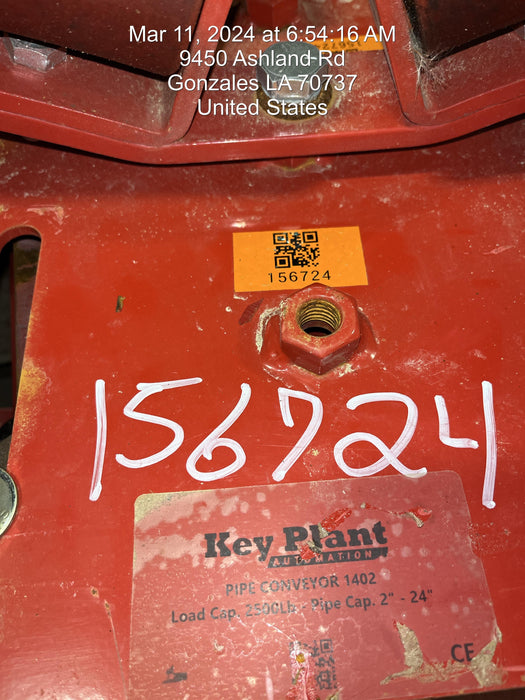 Mar 11, 2024 at 6:54:16 AM
9450 Ashland Rd
Gonzales LA 70737
United States
156724
156724
Key Plant
AUTOMATION
PIPE CONVEYOR 1402
Load Cap. 2500Lb - Pipe Cap. 2" - 24"
CE